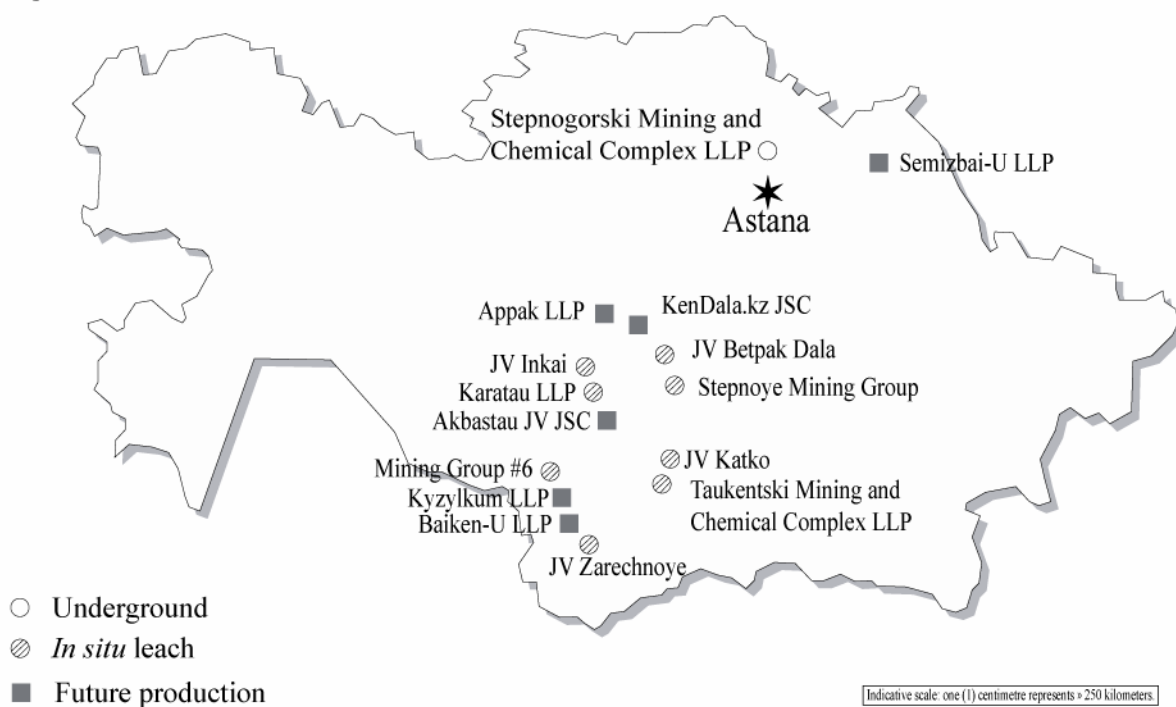 Stepnogorski Mining and
Chemical Complex LLP
Semizbai-U LLP
Astana
Appak LLP
KenDala.kz JSC
JV Betpak Dala
JV Inkai
Stepnoye Mining Group
Karatau LLP
Akbastau JV JSC
JV Katko
Mining Group #6
Taukentski Mining and
Chemical Complex LLP
Kyzylkum LLP
Baiken-U LLP
JV Zarechnoye
Underground
In situ leach
Future production
Indicative scale: one (1) centimetre represents » 250 kilometers.